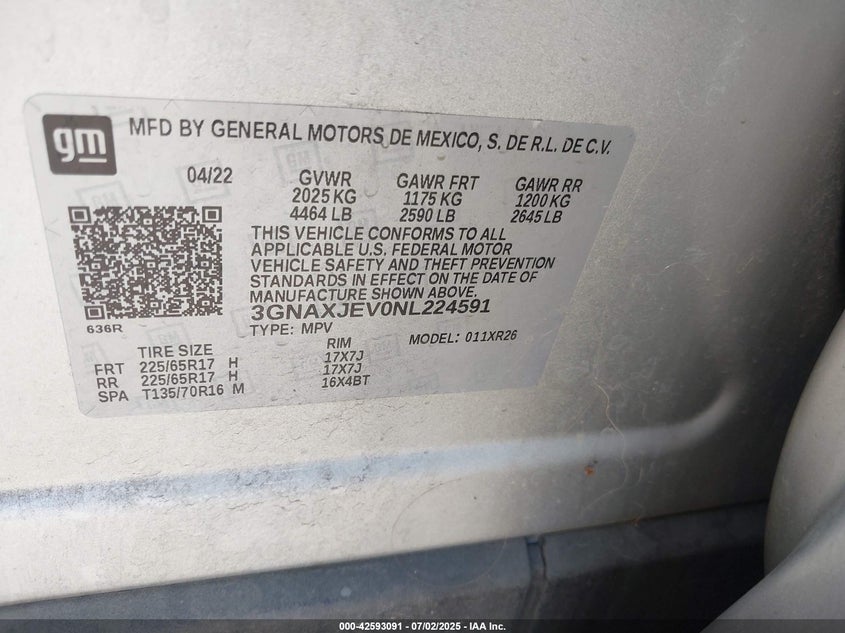 gm
MFD BY GENERAL MOTORS DE MEXICO, S. DE R.L. DE C.V.
04/22 GVWR GAWR FRT GAWR RR
2025 KG 1175 KG 1200 KG
4464 LB 2590 LB 2645 LB
THIS VEHICLE CONFORMS TO ALL
APPLICABLE U.S. FEDERAL MOTOR
VEHICLE SAFETY AND THEFT PREVENTION
STANDARDS IN EFFECT ON THE DATE OF
MANUFACTURE SHOWN ABOVE.
3GNAXJEV0NL224591
636R
TYPE: MPV MODEL: 011XR26
TIRE SIZE RIM
FRT 225/65R17 H 17X7J
RR 225/65R17 H 17X7J
SPA T135/70R16 M 16X4BT
000-42593091 - 07/02/2025 - IAA Inc.